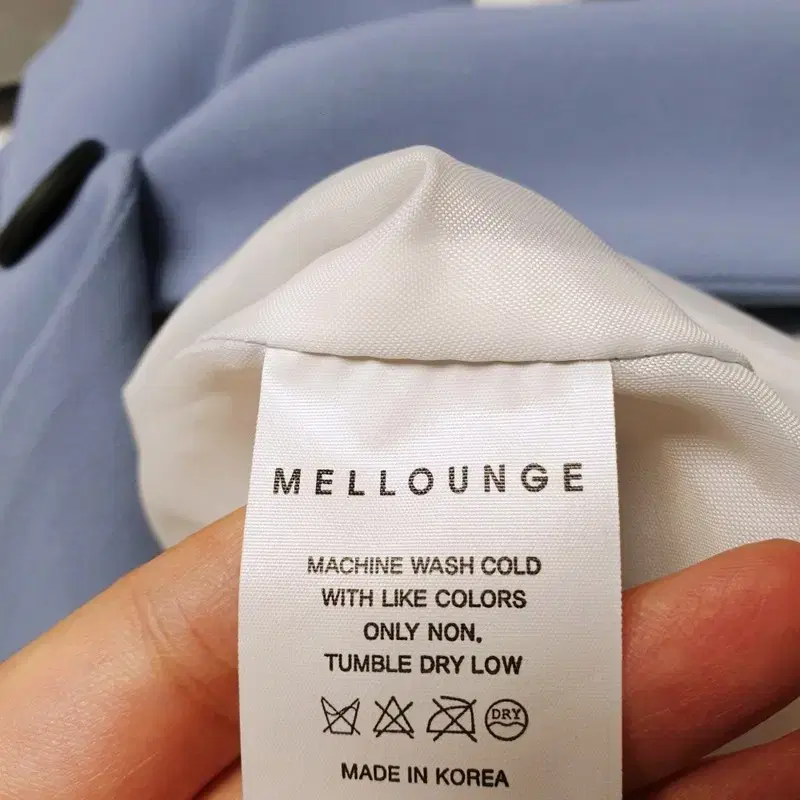 MELLOUNGE
MACHINE WASH COLD
WITH LIKE COLORS
ONLY NON.
TUMBLE DRY LOW
DRY
MADE IN KOREA